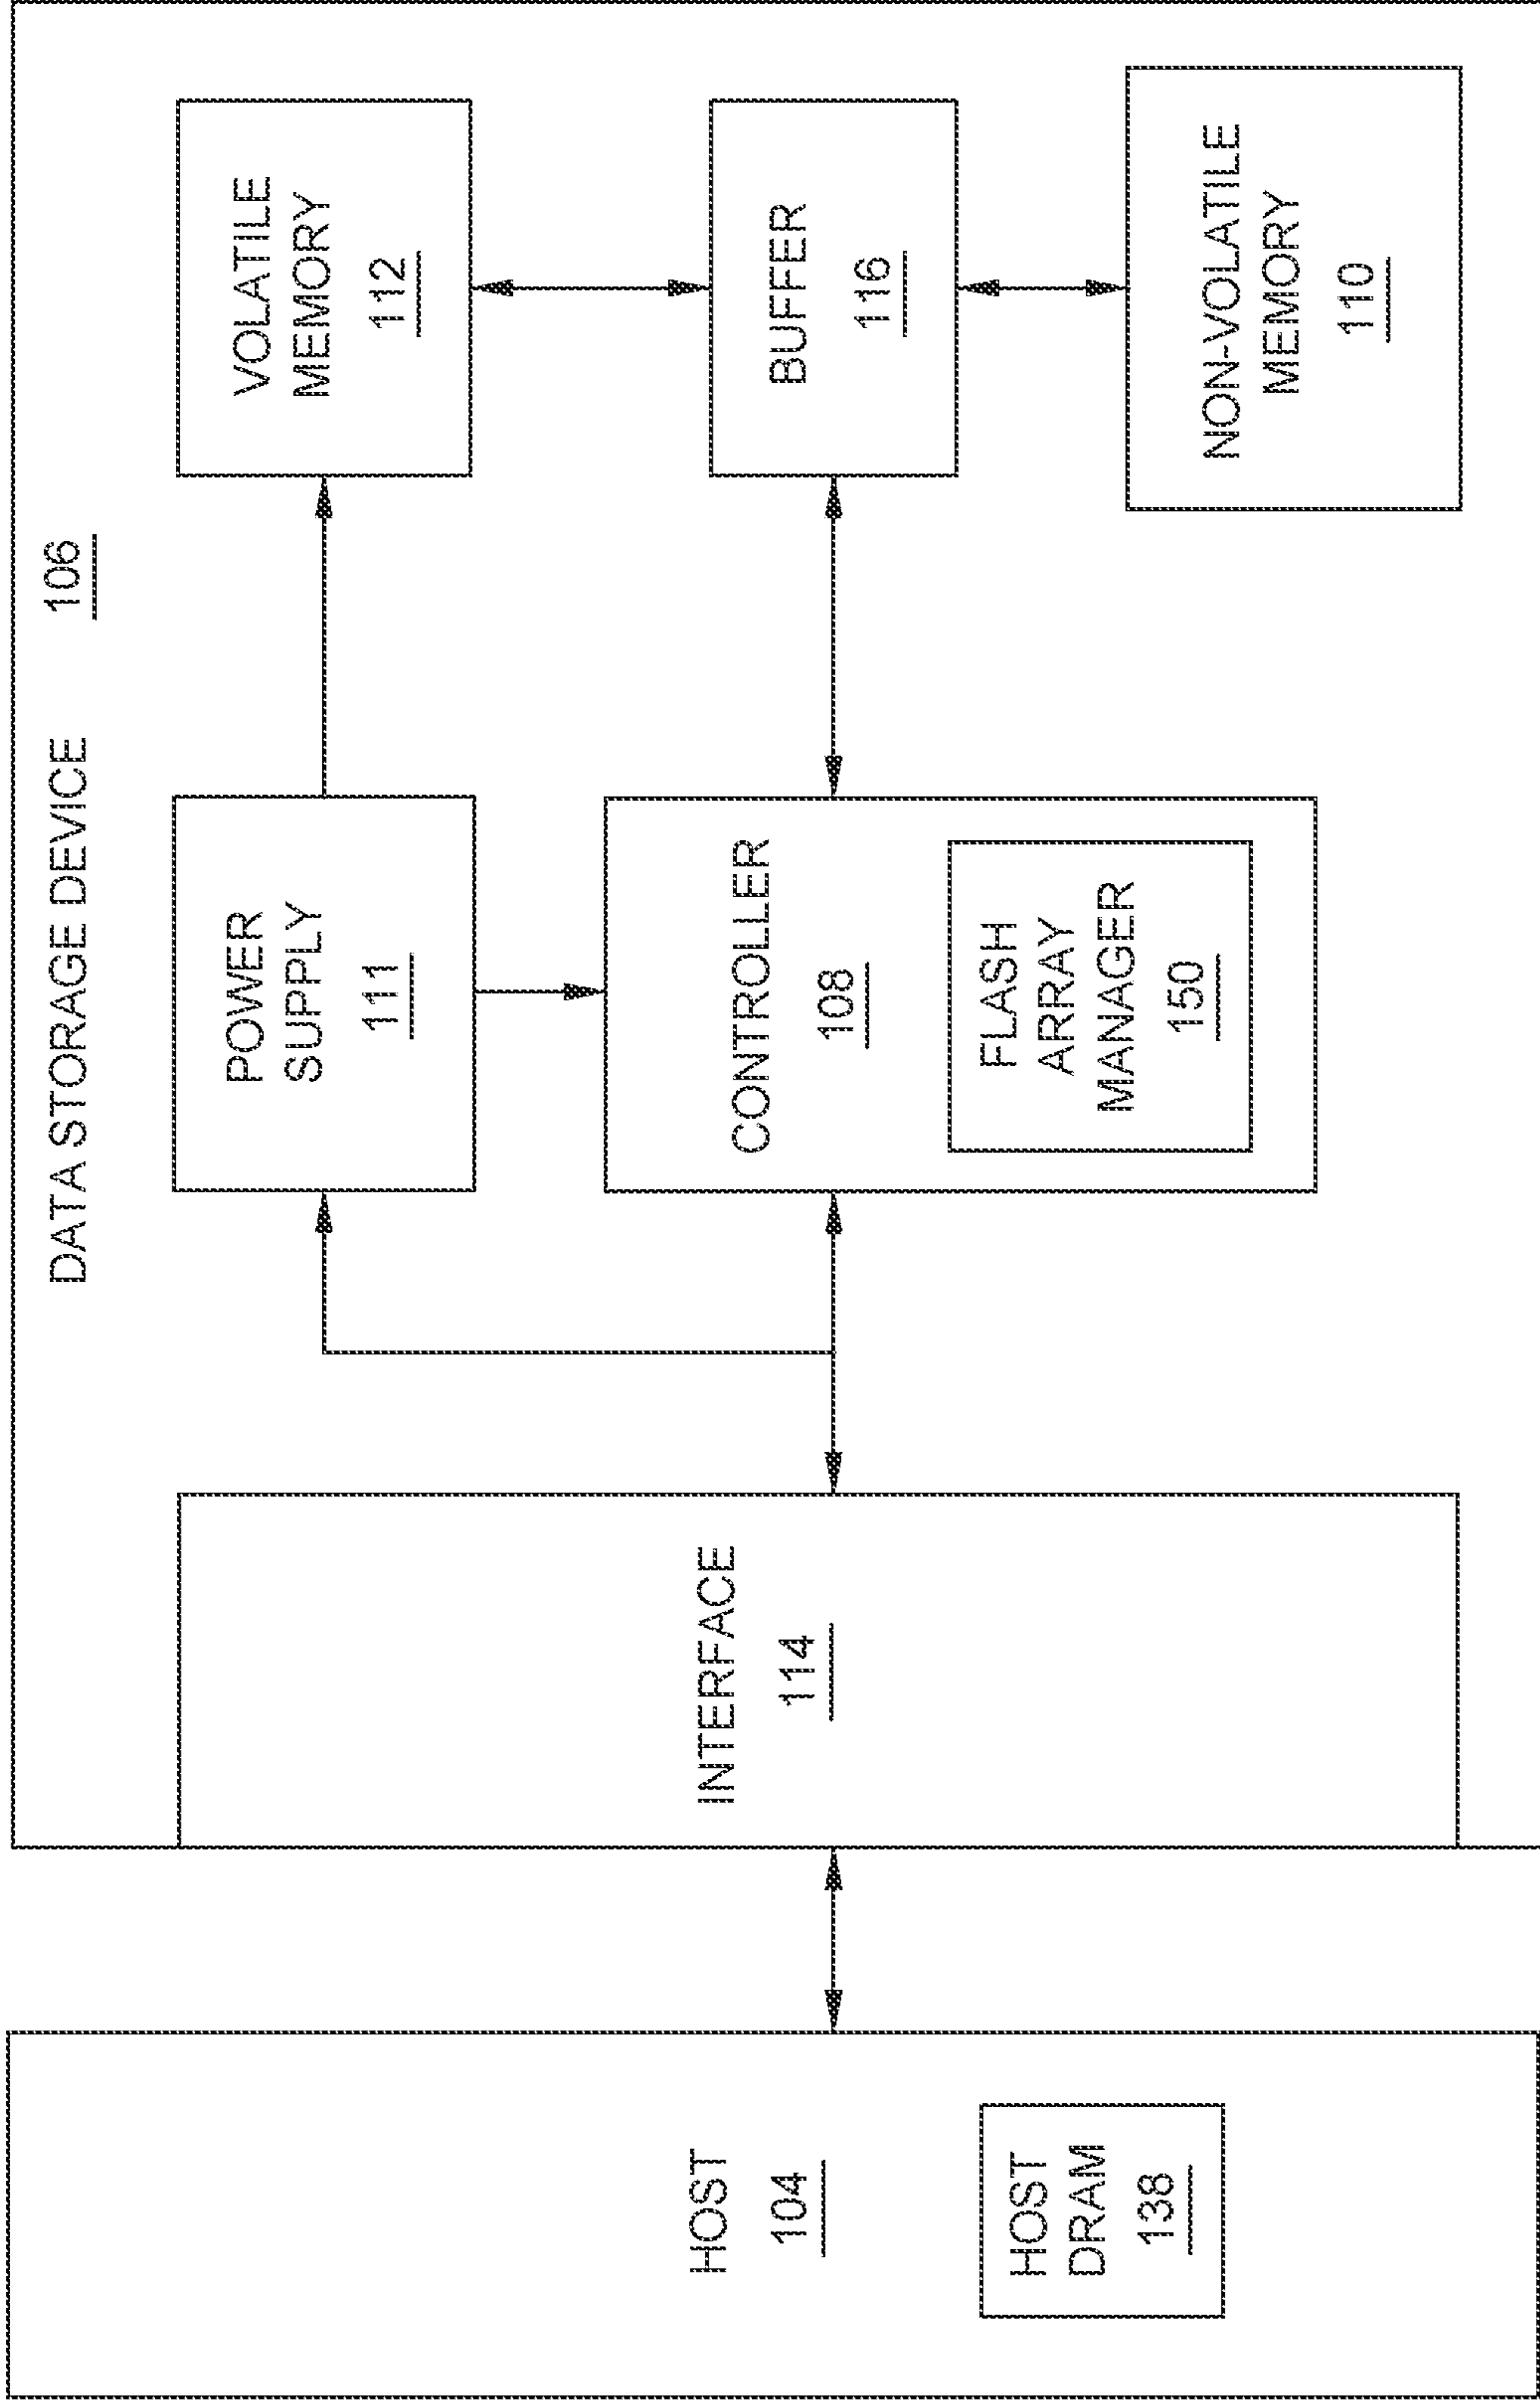 HOST
104
HOST
DRAM
138
DATA STORAGE DEVICE 106
INTERFACE
114
POWER
SUPPLY
111
CONTROLLER
108
FLASH
ARRAY
MANAGER
150
VOLATILE
MEMORY
112
BUFFER
116
NON-VOLATILE
MEMORY
110